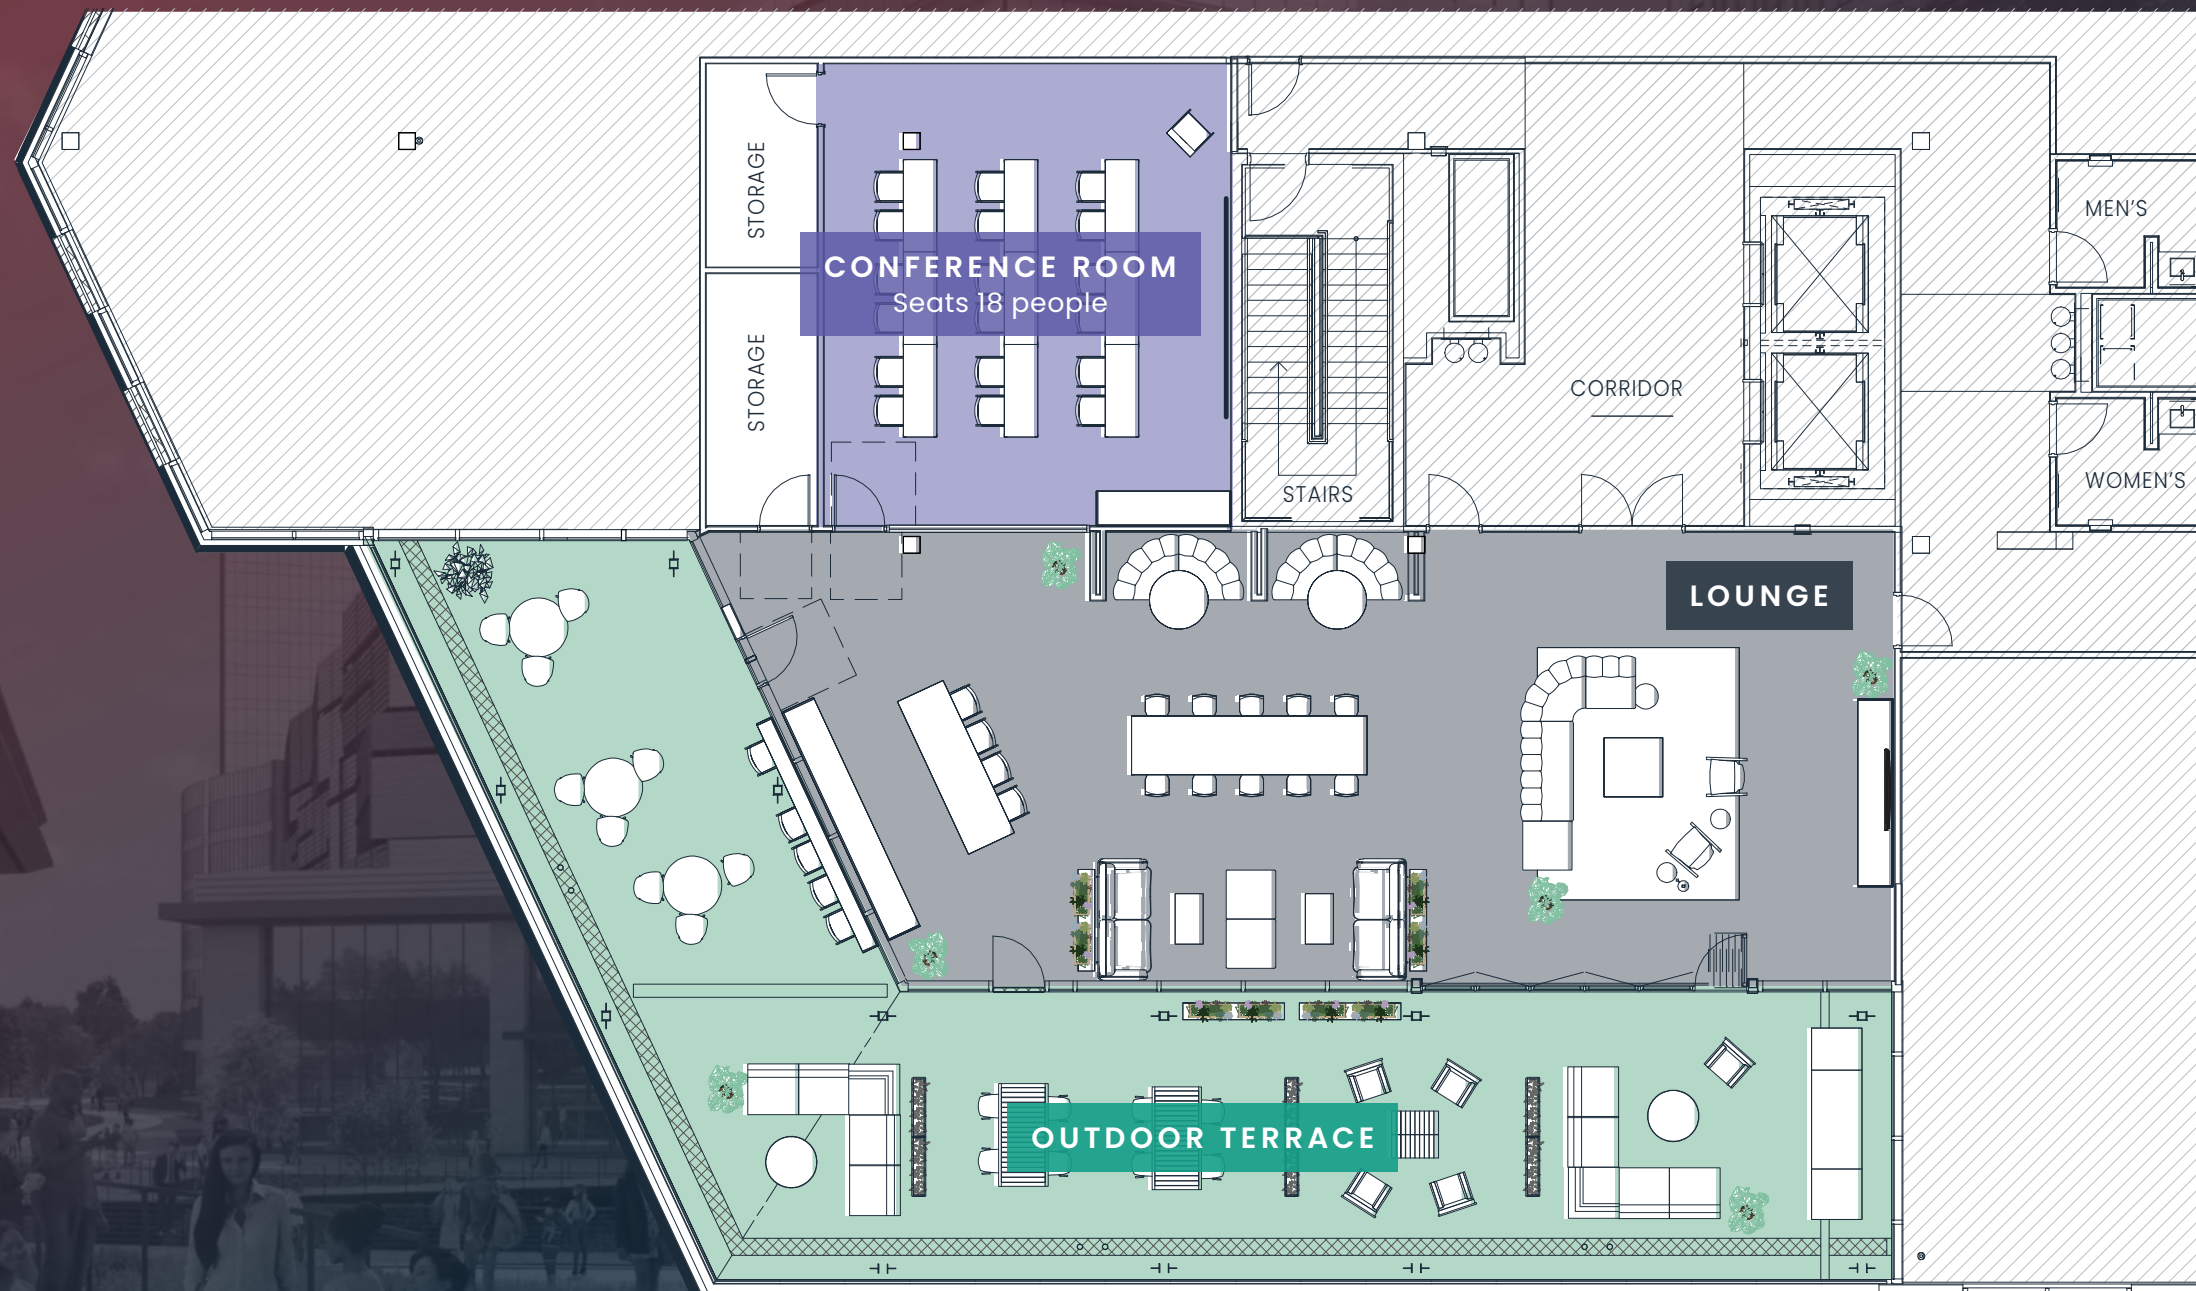 STORAGE
CONFERENCE ROOM
Seats 18 people
STORAGE
STAIRS
CORRIDOR
MEN'S
WOMEN'S
LOUNGE
OUTDOOR TERRACE